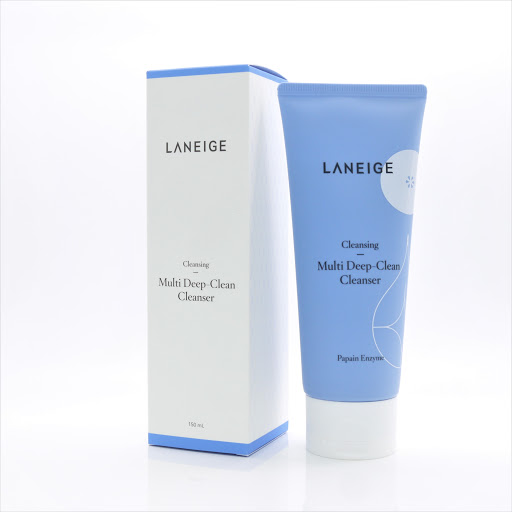 LANEIGE
Cleansing
Multi Deep-Clean
Cleanser
150 mL
LANEIGE
Cleansing
Multi Deep-Clean
Cleanser
Papain Enzyme